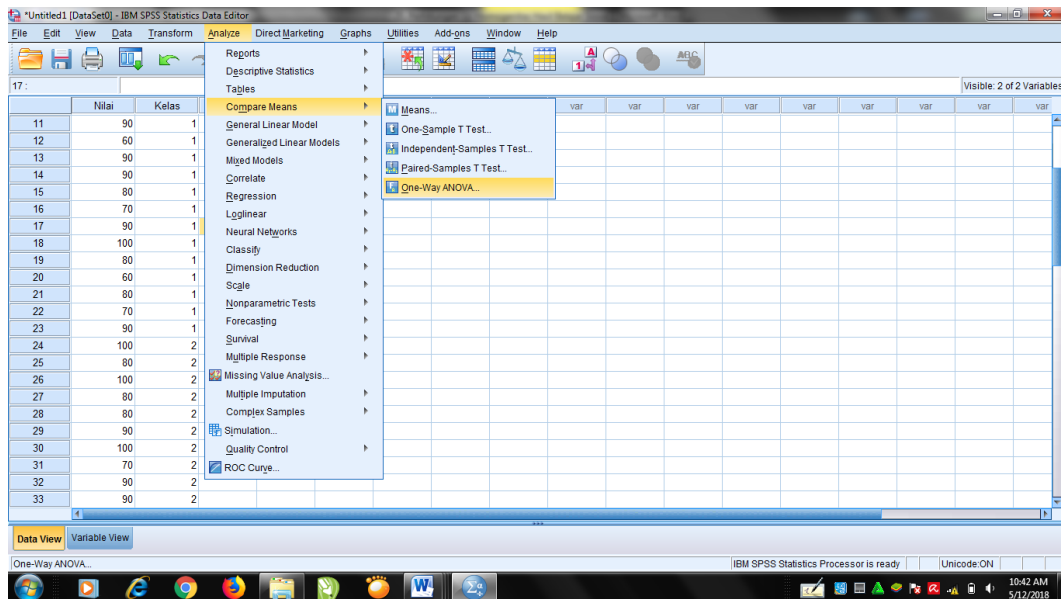 *Untitled1 [DataSet0] - IBM SPSS Statistics Data Editor
File Edit View Data Transform Analyze Direct Marketing Graphs Utilities Add-ons Window Help
17 :
Visible: 2 of 2 Variables
Nilai Kelas var var var var var var var var
11 90 1
12 60 1
13 90 1
14 90 1
15 80 1
16 70 1
17 90 1
18 100 1
19 80 1
20 60 1
21 80 1
22 70 1
23 90 1
24 100 2
25 80 2
26 100 2
27 80 2
28 80 2
29 90 2
30 100 2
31 70 2
32 90 2
33 90 2
Reports
Descriptive Statistics
Tables
Compare Means
General Linear Model
Generalized Linear Models
Mixed Models
Correlate
Regression
Loglinear
Neural Networks
Classify
Dimension Reduction
Scale
Nonparametric Tests
Forecasting
Survival
Multiple Response
Missing Value Analysis...
Multiple Imputation
Complex Samples
Simulation...
Quality Control
ROC Curve...
Means...
One-Sample T Test...
Independent-Samples T Test...
Paired-Samples T Test...
One-Way ANOVA...
Data View Variable View
One-Way ANOVA...
IBM SPSS Statistics Processor is ready
Unicode:ON
10:42 AM
5/12/2018